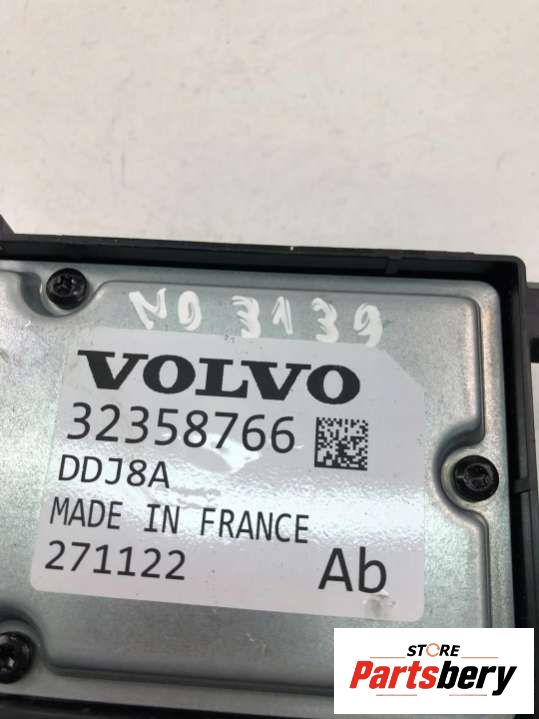 NO 3139
VOLVO
32358766
DDJ8A
MADE IN FRANCE
271122 Ab
STORE
Partsbery